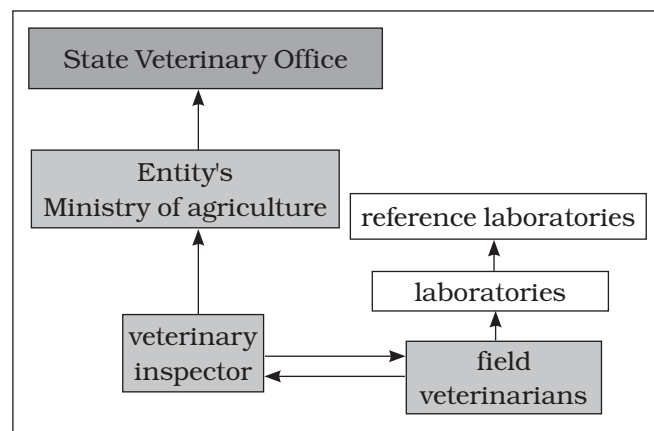 State Veterinary Office
Entity's
Ministry of agriculture
reference laboratories
laboratories
veterinary
inspector
field
veterinarians